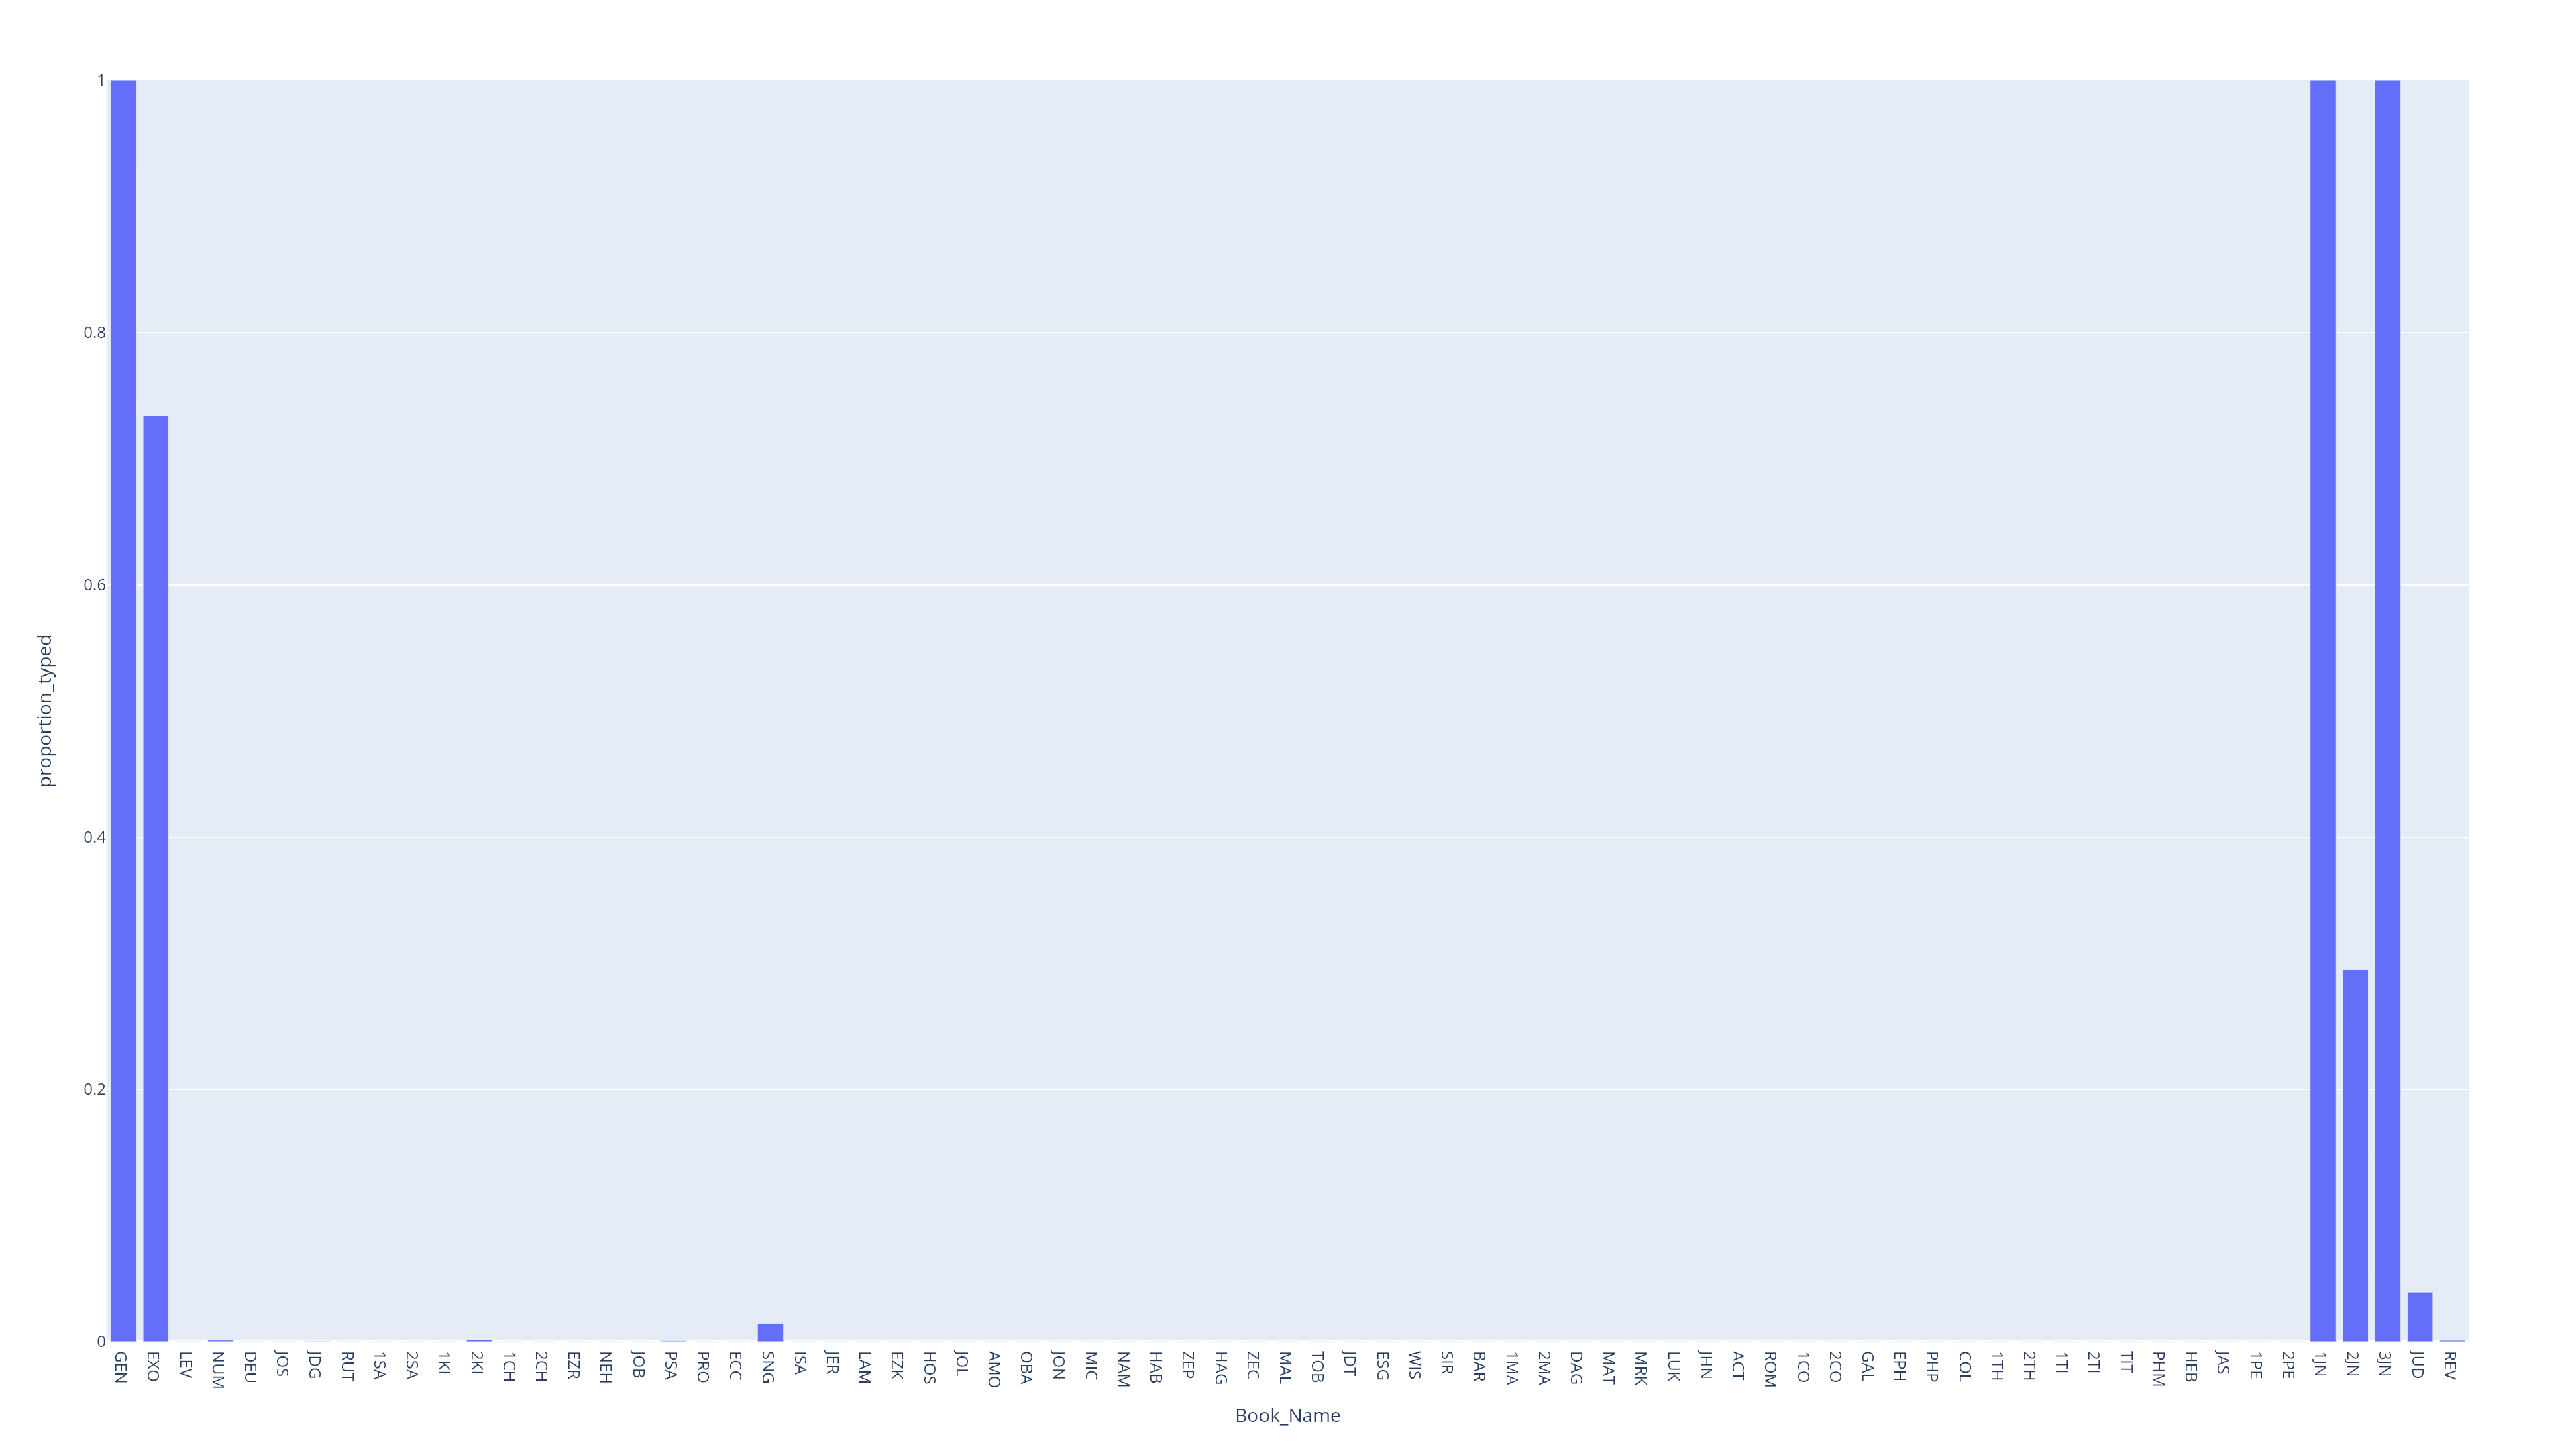 1
0.8
0.6
0.4
0.2
0
proportion_typed
GEN EXO LEV NUM DEU JOS JDG RUT 1SA 2SA 1KI 2KI 1CH 2CH EZR NEH JOB PSA PRO ECC SNG ISA JER LAM EZK HOS JOL AMO OBA JON MIC NAM HAB ZEP HAG ZEC MAL TOB JDT ESG WIS SIR BAR 1MA 2MA DAG MAT MRK LUK JHN ACT ROM 1CO 2CO GAL EPH PHP COL 1TH 2TH 1TI 2TI TIT PHM HEB JAS 1PE 2PE 1JN 2JN 3JN JUD REV
Book_Name